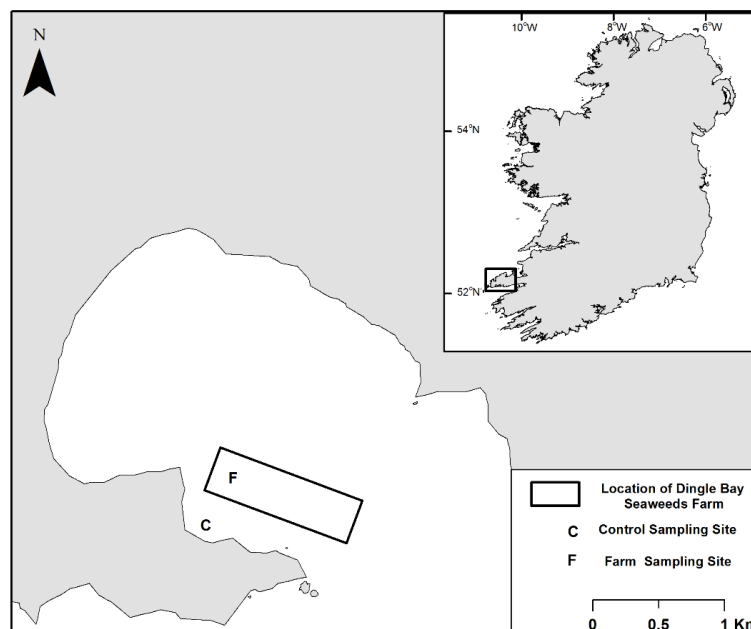 N
10°W
8°W
6°W
54°N
52°N
F
C
Location of Dingle Bay
Seaweeds Farm
C Control Sampling Site
F Farm Sampling Site
0 0.5 1 Km